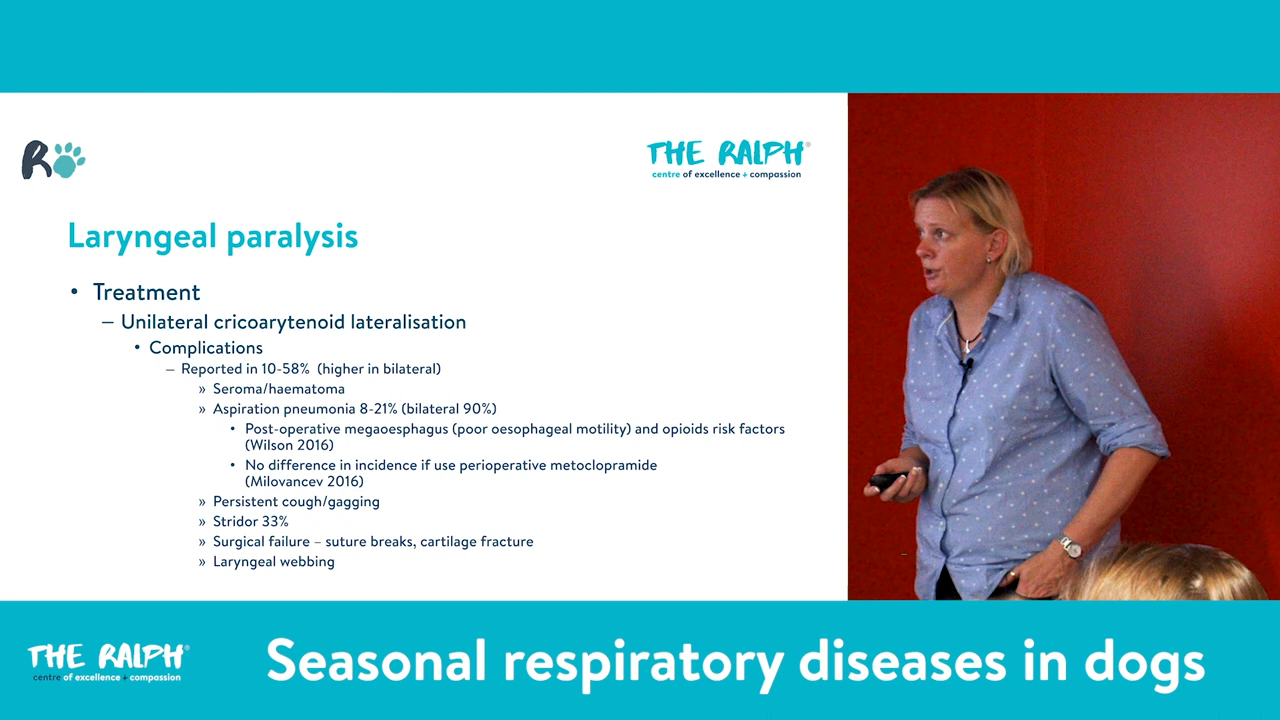 R
THE RALPH®
centre of excellence + compassion
Laryngeal paralysis
• Treatment
– Unilateral cricoarytenoid lateralisation
• Complications
– Reported in 10-58% (higher in bilateral)
» Seroma/haematoma
» Aspiration pneumonia 8-21% (bilateral 90%)
• Post-operative megaoesphagus (poor oesophageal motility) and opioids risk factors
(Wilson 2016)
• No difference in incidence if use perioperative metoclopramide
(Milovancev 2016)
» Persistent cough/gagging
» Stridor 33%
» Surgical failure – suture breaks, cartilage fracture
» Laryngeal webbing
THE RALPH®
centre of excellence + compassion
Seasonal respiratory diseases in dogs